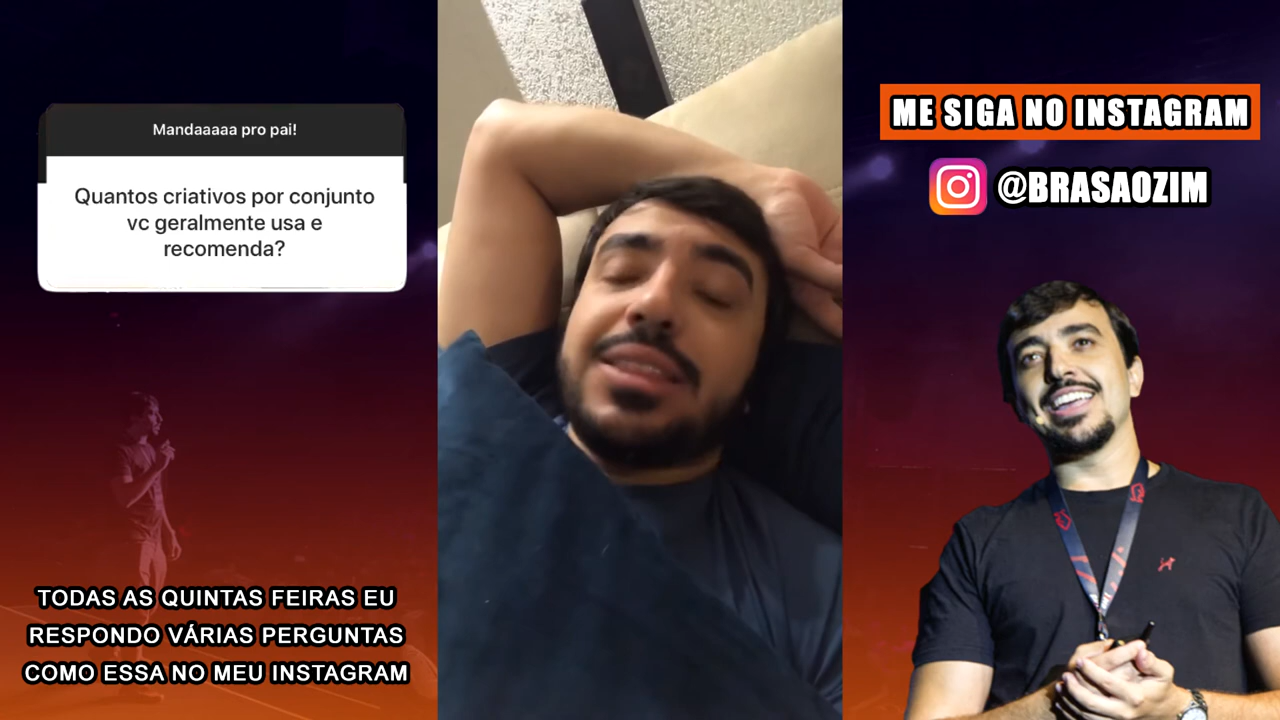 Mandaaaaa pro pai!
Quantos criativos por conjunto
vc geralmente usa e
recomenda?
TODAS AS QUINTAS FEIRAS EU
RESPONDO VÁRIAS PERGUNTAS
COMO ESSA NO MEU INSTAGRAM
ME SIGA NO INSTAGRAM
@BRASAOZIM